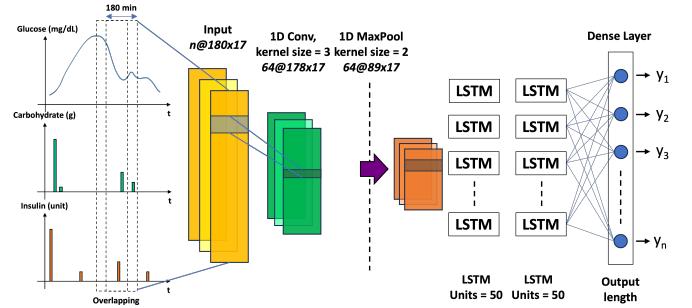 180 min
Glucose (mg/dL)
t
Carbohydrate (g)
t
Insulin (unit)
t
Overlapping
Input
n@180x17
1D Conv,
kernel size = 3
64@178x17
1D MaxPool
kernel size = 2
64@89x17
LSTM LSTM
LSTM LSTM
LSTM LSTM
LSTM LSTM
LSTM
Units = 50
LSTM
Units = 50
Dense Layer
y1
y2
y3
yn
Output
length